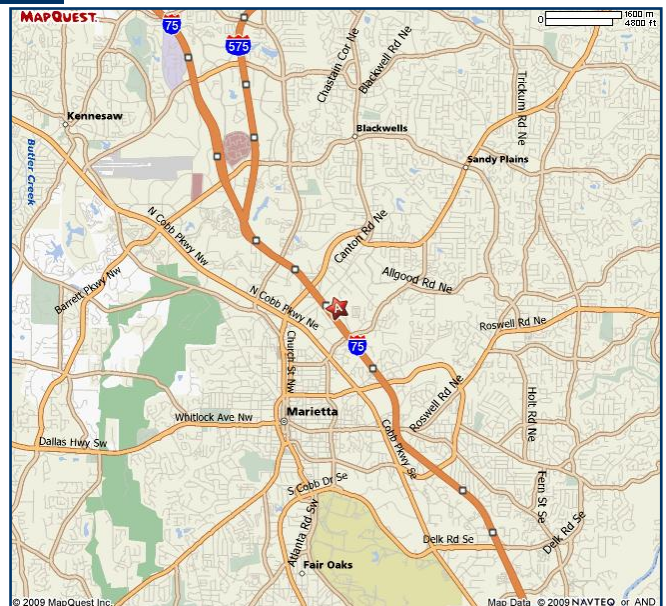 MAPQUEST.
75
575
0 1600 m
4800 ft
Chastain Cor Ne
Blackwell Rd Ne
Trickum Rd Ne
Kennesaw
Blackwells
Sandy Plains
Butler Creek
N Cobb Pkwy Nw
Canton Rd Ne
Allgood Rd Ne
Barrett Pkwy Nw
N Cobb Pkwy Ne
Roswell Rd Ne
75
Church St Nw
Roswell Rd Ne
Holt Rd Ne
Whitlock Ave Nw
Marietta
Dallas Hwy Sw
Cobb Pkwy Se
S Cobb Dr Se
Fern St Se
Atlanta Rd Sw
Delk Rd Se
Delk Rd Se
Fair Oaks
© 2009 MapQuest Inc.
Map Data © 2009 NAVTEQ or AND